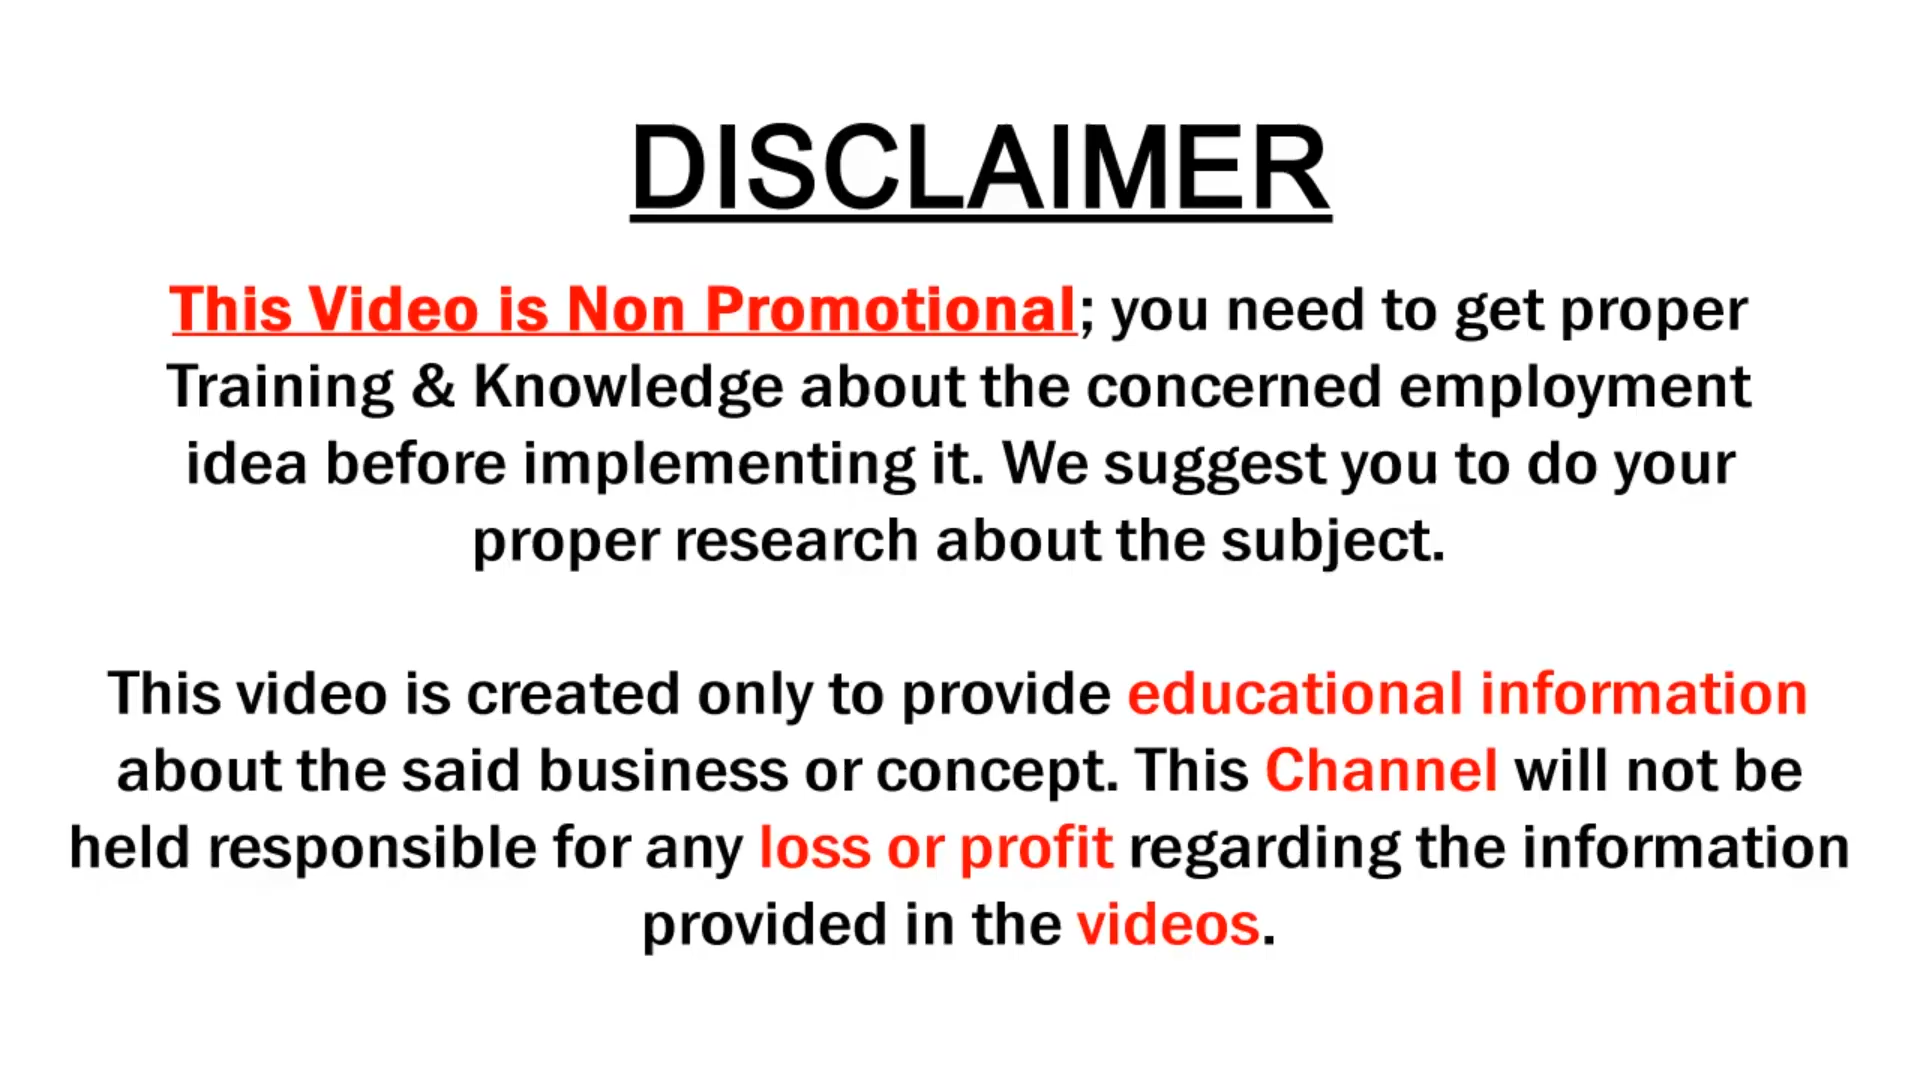 DISCLAIMER
This Video is Non Promotional; you need to get proper
Training & Knowledge about the concerned employment
idea before implementing it. We suggest you to do your
proper research about the subject.
This video is created only to provide educational information
about the said business or concept. This Channel will not be
held responsible for any loss or profit regarding the information
provided in the videos.